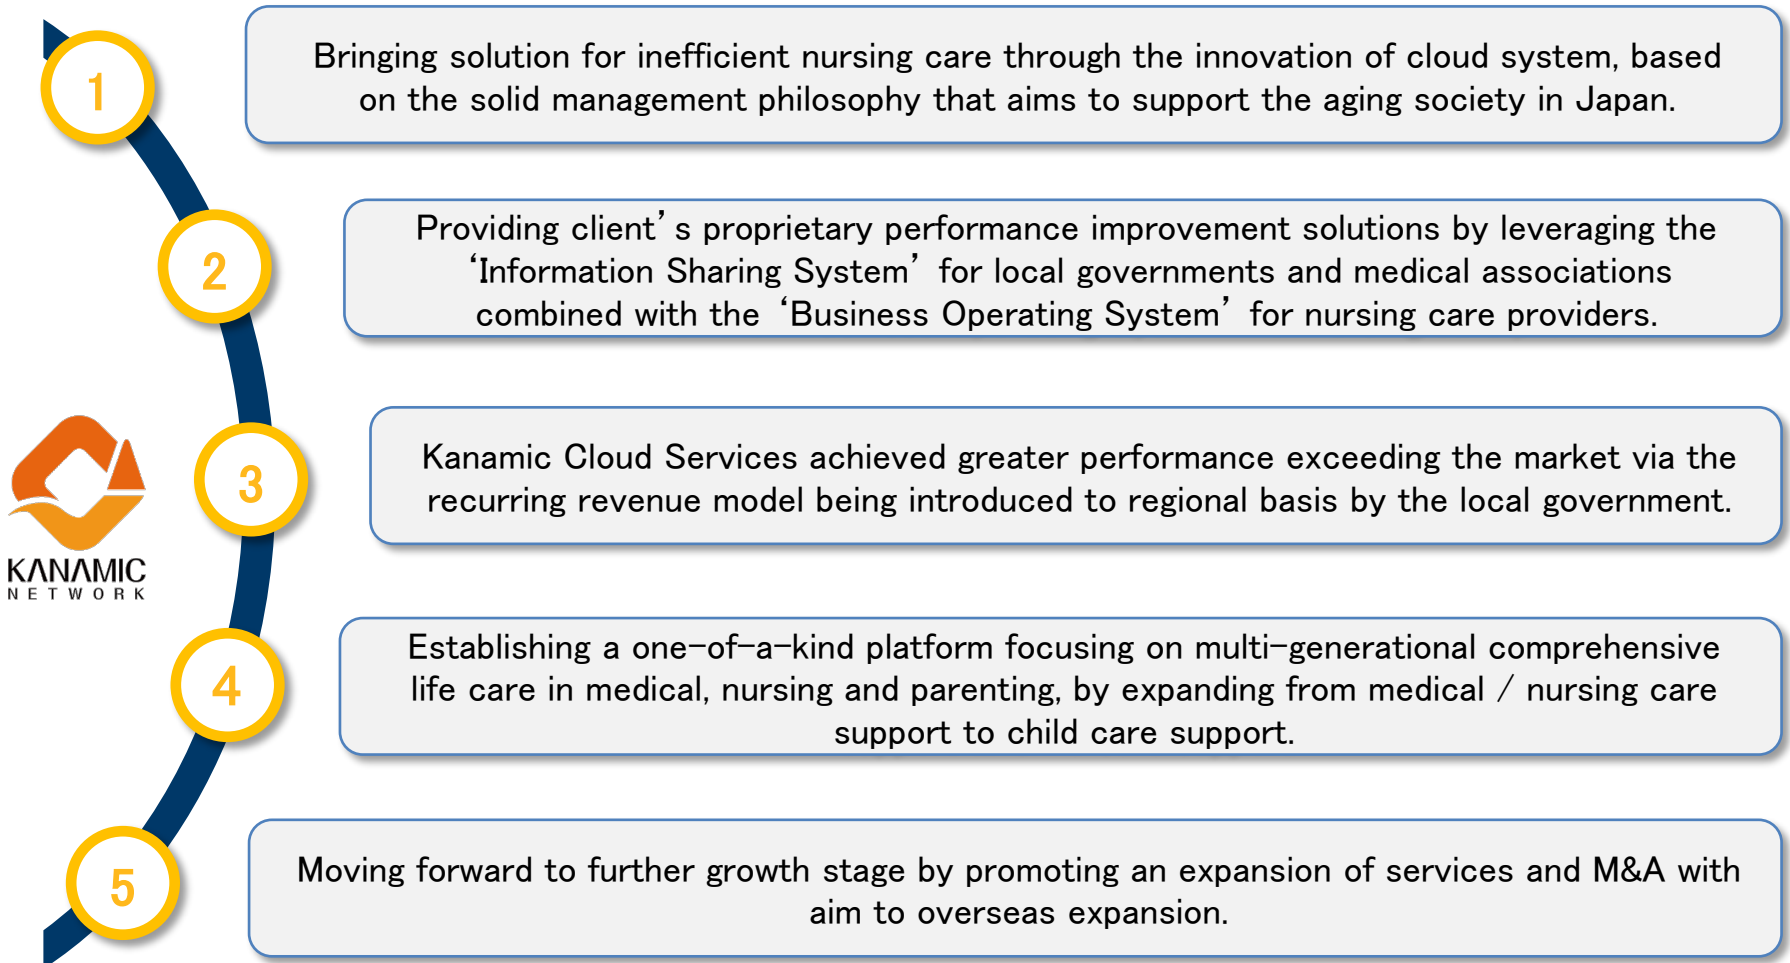 1
Bringing solution for inefficient nursing care through the innovation of cloud system, based
on the solid management philosophy that aims to support the aging society in Japan.
2
Providing client’s proprietary performance improvement solutions by leveraging the
‘Information Sharing System’ for local governments and medical associations
combined with the ‘Business Operating System’ for nursing care providers.
3
Kanamic Cloud Services achieved greater performance exceeding the market via the
recurring revenue model being introduced to regional basis by the local government.
KANAMIC
NETWORK
4
Establishing a one-of-a-kind platform focusing on multi-generational comprehensive
life care in medical, nursing and parenting, by expanding from medical / nursing care
support to child care support.
5
Moving forward to further growth stage by promoting an expansion of services and M&A with
aim to overseas expansion.